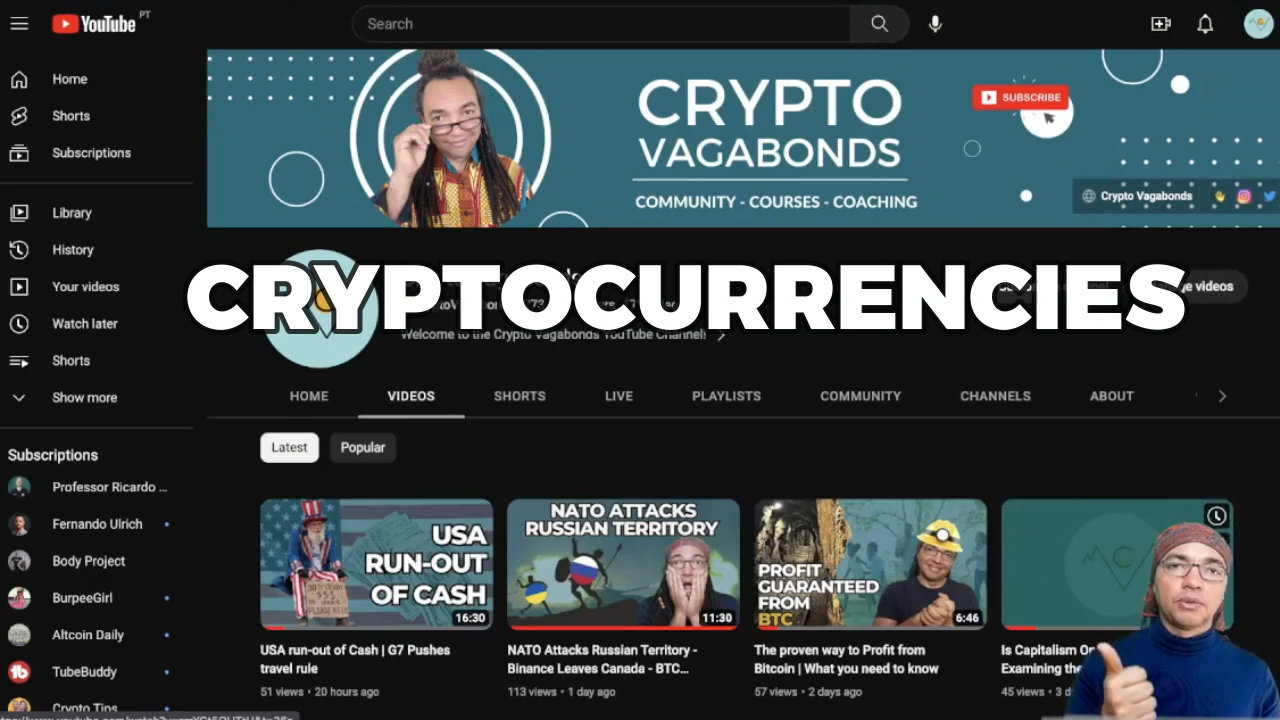 YouTube PT
Search
Home
Shorts
Subscriptions
Library
History
Your videos
Watch later
Shorts
Show more
Subscriptions
Professor Ricardo ...
Fernando Ulrich
Body Project
BurpeeGirl
Altcoin Daily
TubeBuddy
Crypto Tips
CRYPTO
VAGABONDS
COMMUNITY - COURSES - COACHING
SUBSCRIBE
Crypto Vagabonds
CRYPTOCURRENCIES
videos
Welcome to the Crypto Vagabonds YouTube Channel!
HOME VIDEOS SHORTS LIVE PLAYLISTS COMMUNITY CHANNELS ABOUT
Latest Popular
USA
RUN-OUT
OF CASH
16:30
USA run-out of Cash | G7 Pushes
travel rule
51 views • 20 hours ago
NATO ATTACKS
RUSSIAN TERRITORY
11:30
NATO Attacks Russian Territory -
Binance Leaves Canada - BTC...
113 views • 1 day ago
PROFIT
GUARANTEED
FROM
BTC
6:46
The proven way to Profit from
Bitcoin | What you need to know
57 views • 2 days ago
Is Capitalism
Examining the
45 views • 3 d